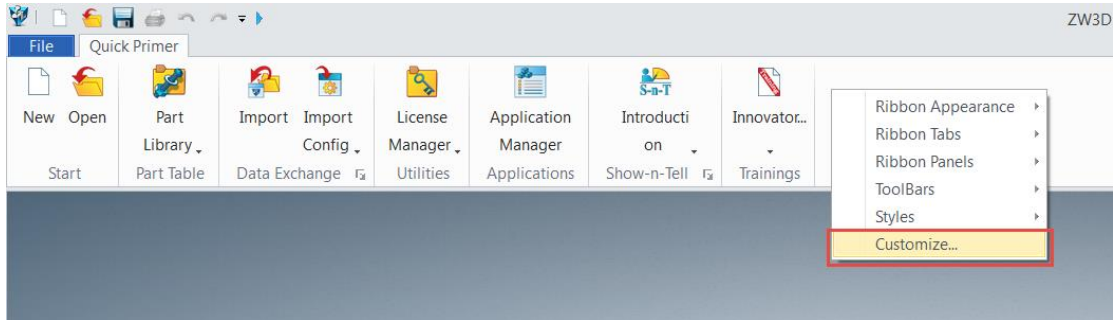 ZW3D
File Quick Primer
S-n-T
New Open Part Import Import License Application Introducti Innovator...
Library Config Manager Manager on
Start Part Table Data Exchange Utilities Applications Show-n-Tell Trainings
Ribbon Appearance
Ribbon Tabs
Ribbon Panels
ToolBars
Styles
Customize...